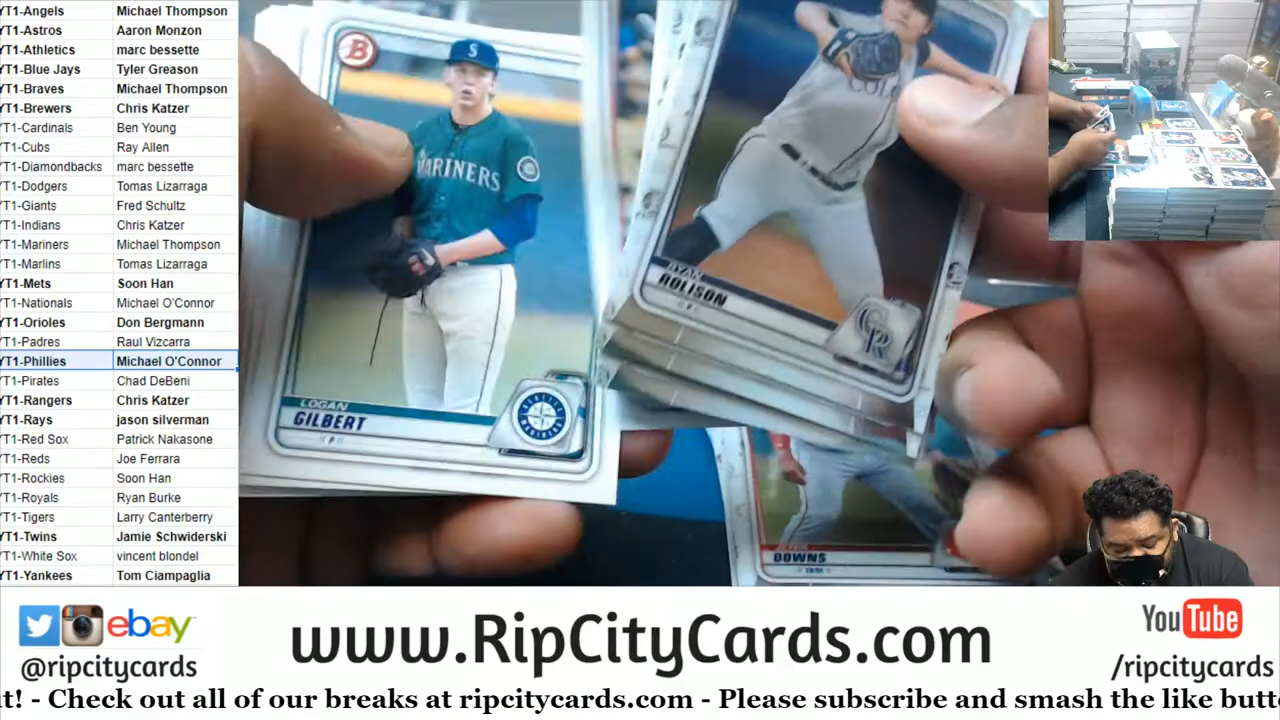 YT1-Angels Michael Thompson
YT1-Astros Aaron Monzon
YT1-Athletics marc bessette
YT1-Blue Jays Tyler Greason
YT1-Braves Michael Thompson
YT1-Brewers Chris Katzer
YT1-Cardinals Ben Young
YT1-Cubs Ray Allen
YT1-Diamondbacks marc bessette
YT1-Dodgers Tomas Lizarraga
YT1-Giants Fred Schultz
YT1-Indians Chris Katzer
YT1-Mariners Michael Thompson
YT1-Marlins Tomas Lizarraga
YT1-Mets Soon Han
YT1-Nationals Michael O'Connor
YT1-Orioles Don Bergmann
YT1-Padres Raul Vizcarra
YT1-Phillies Michael O'Connor
YT1-Pirates Chad DeBeni
YT1-Rangers Chris Katzer
YT1-Rays jason silverman
YT1-Red Sox Patrick Nakasone
YT1-Reds Joe Ferrara
YT1-Rockies Soon Han
YT1-Royals Ryan Burke
YT1-Tigers Larry Canterberry
YT1-Twins Jamie Schwiderski
YT1-White Sox vincent blondel
YT1-Yankees Tom Ciampaglia
B
S
MARINERS
LOGAN
GILBERT
P
COL
RYAN
ROLISON
P
CR
DOWNS
ebay
@ripcitycards
www.RipCityCards.com
YouTube
/ripcitycards
t! - Check out all of our breaks at ripcitycards.com - Please subscribe and smash the like butt